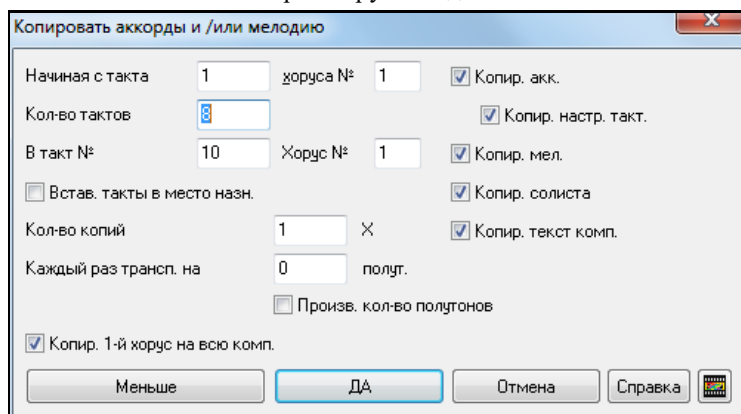 Копировать аккорды и /или мелодию
Начиная с такта 1 хоруса № 1 Копир. акк.
Кол-во тактов 8 Копир. настр. такт.
В такт № 10 Хорус № 1 Копир. мел.
Встав. такты в место назн. Копир. солиста
Кол-во копий 1 X Копир. текст комп.
Каждый раз трансп. на 0 полут.
Произв. кол-во полутонов
Копир. 1-й хорус на всю комп.
Меньше ДА Отмена Справка